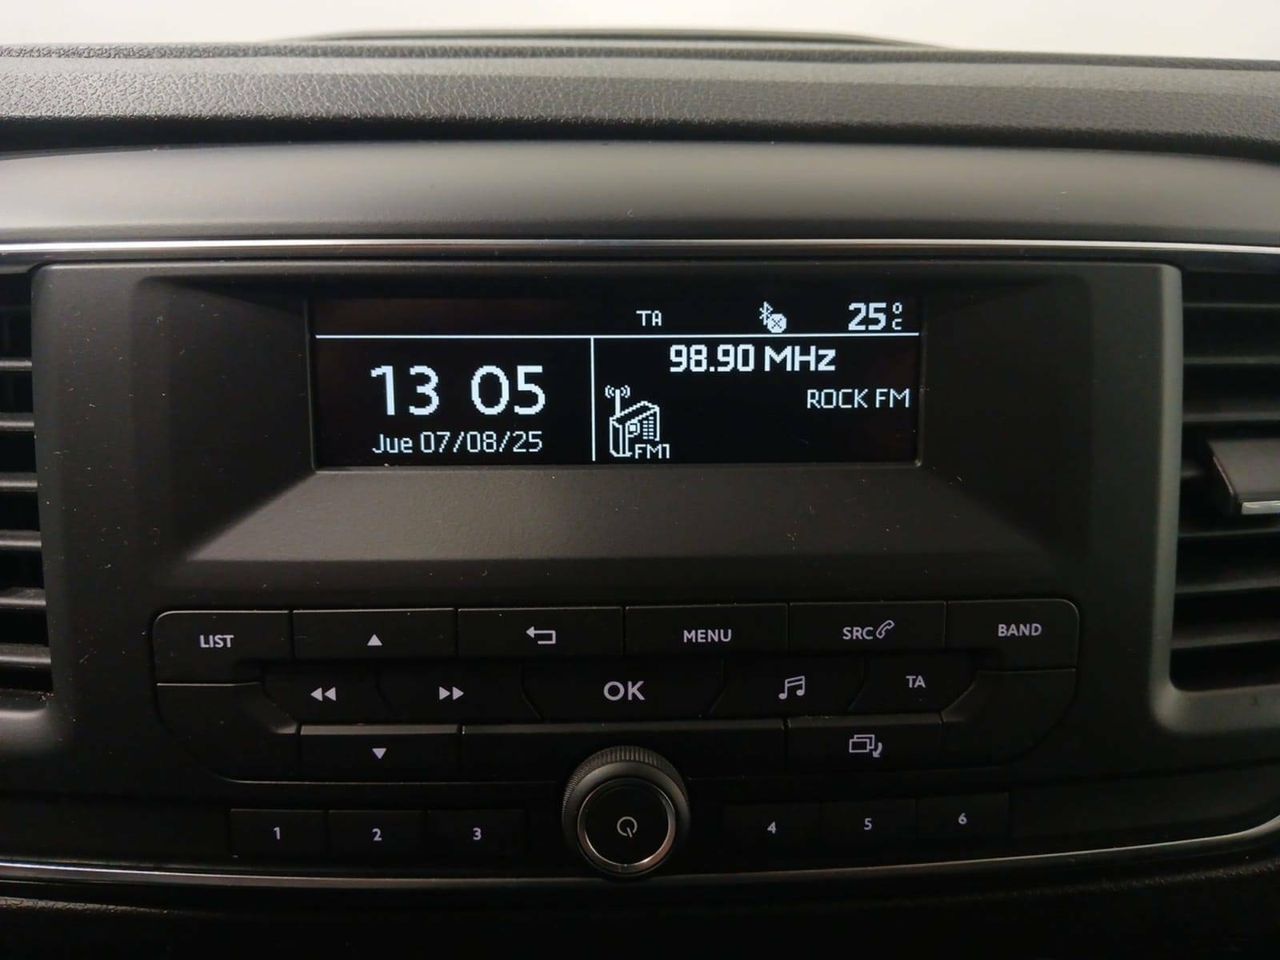 TA 25°C
13 05
Jue 07/08/25
98.90 MHz
ROCK FM
FM1
LIST MENU SRC BAND
OK TA
1 2 3 4 5 6